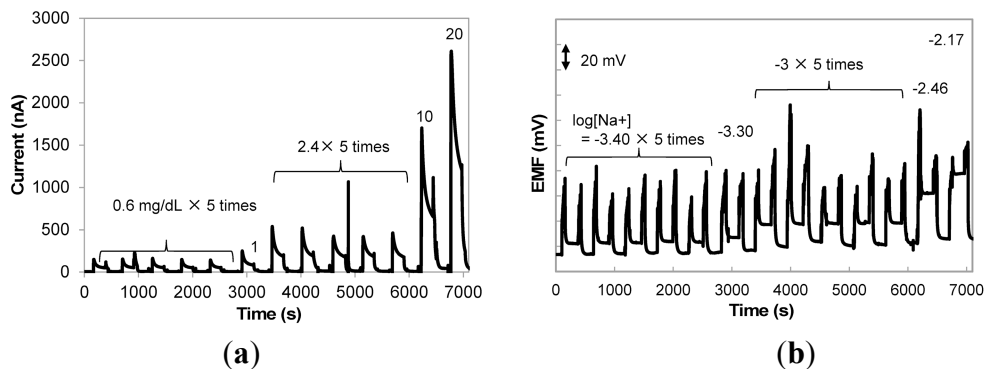 3000
2500
2000
1500
1000
500
0
Current (nA)
0.6 mg/dL × 5 times
1
2.4× 5 times
10
20
0 1000 2000 3000 4000 5000 6000 7000
Time (s)
(a)
EMF (mV)
20 mV
log[Na+]
= -3.40 × 5 times
-3.30
-3 × 5 times
-2.46
-2.17
0 1000 2000 3000 4000 5000 6000 7000
Time (s)
(b)